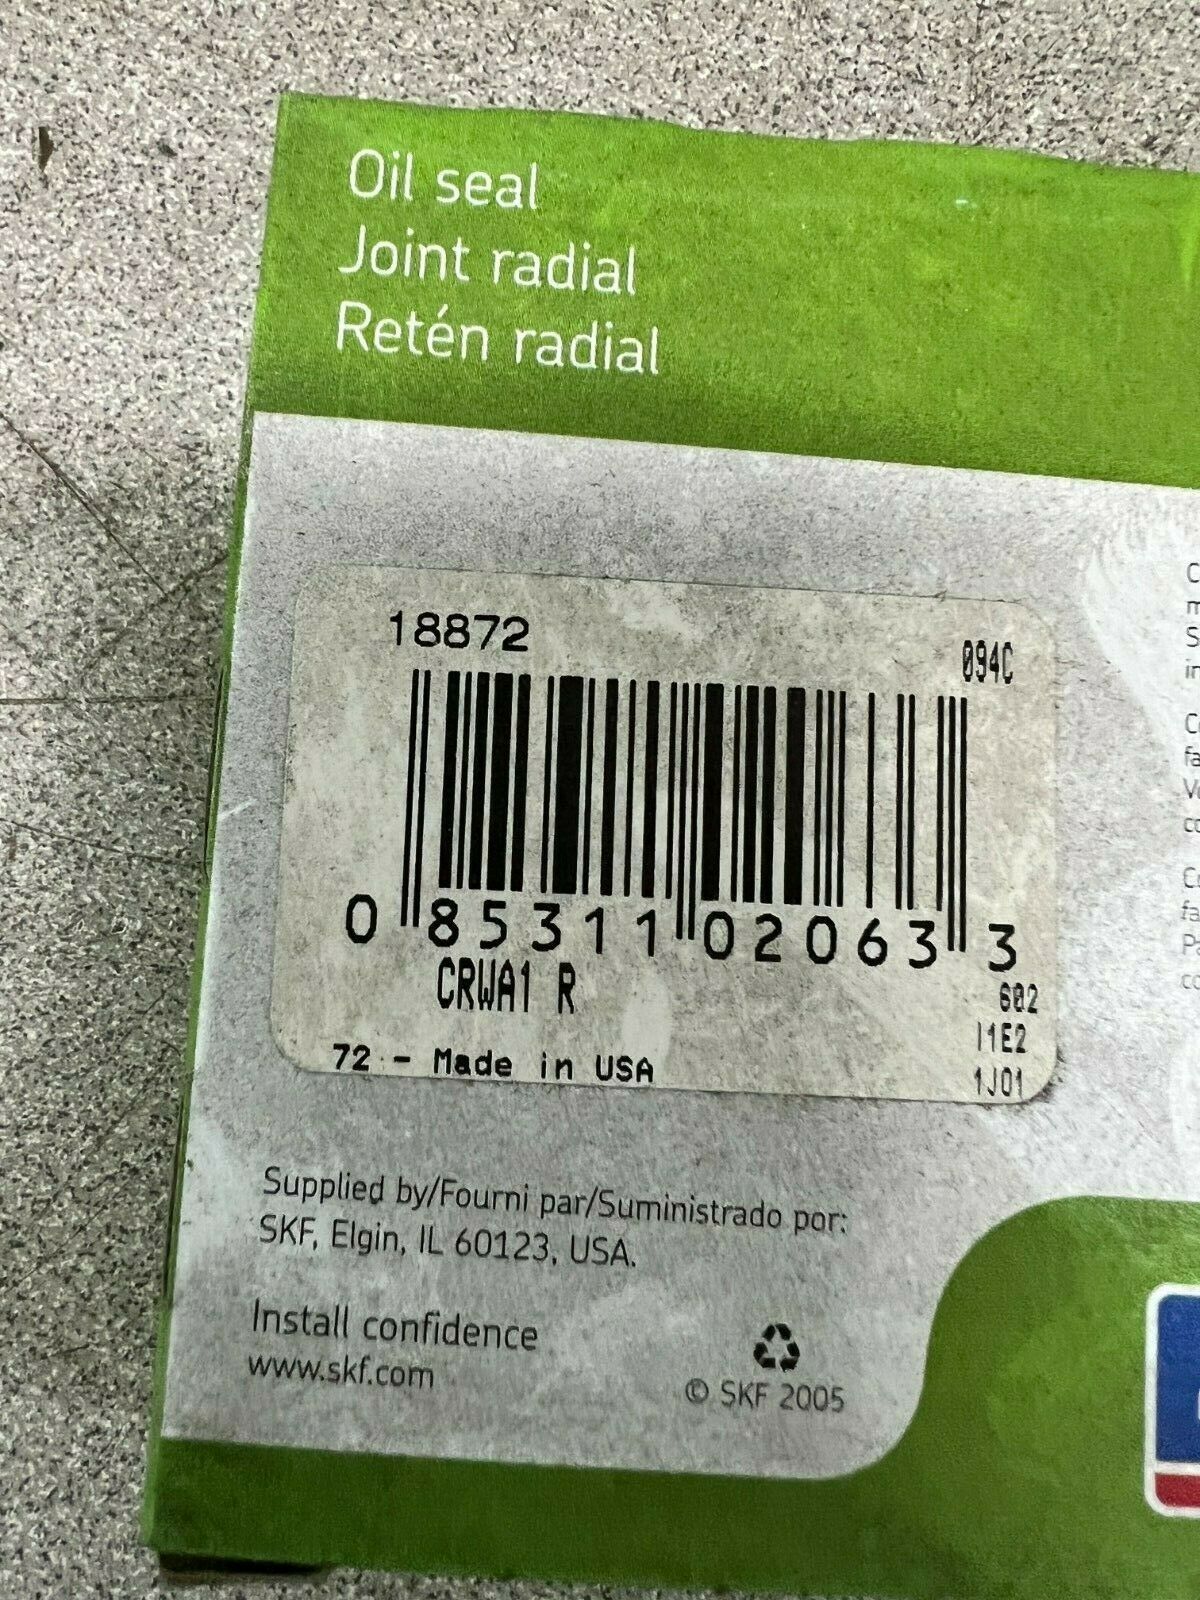 Oil seal
Joint radial
Retén radial
18872
094C
0 85311 02063 3
CRWA1 R
602
I1E2
72 - Made in USA
1J01
Supplied by/Fourni par/Suministrado por:
SKF, Elgin, IL 60123, USA.
Install confidence
www.skf.com
© SKF 2005